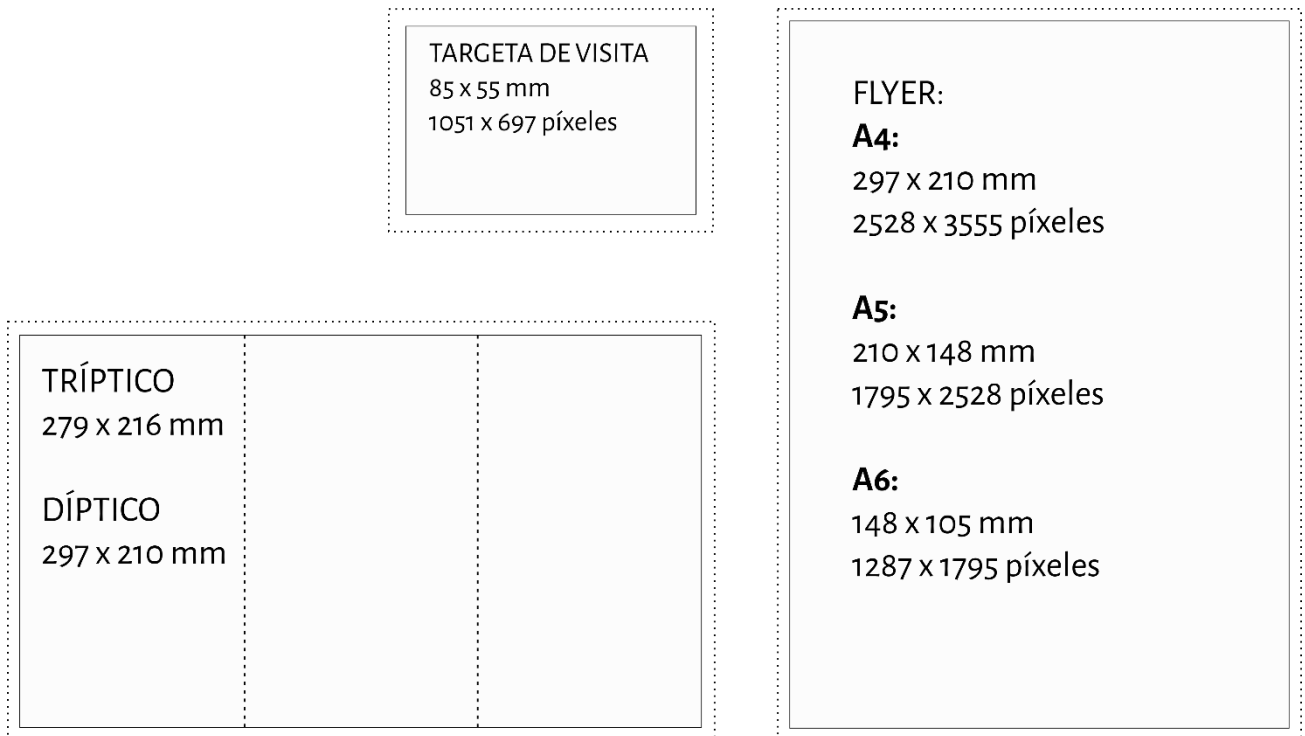 TARGETA DE VISITA
85 x 55 mm
1051 x 697 píxeles
TRÍPTICO
279 x 216 mm
DÍPTICO
297 x 210 mm
FLYER:
A4:
297 x 210 mm
2528 x 3555 píxeles
A5:
210 x 148 mm
1795 x 2528 píxeles
A6:
148 x 105 mm
1287 x 1795 píxeles